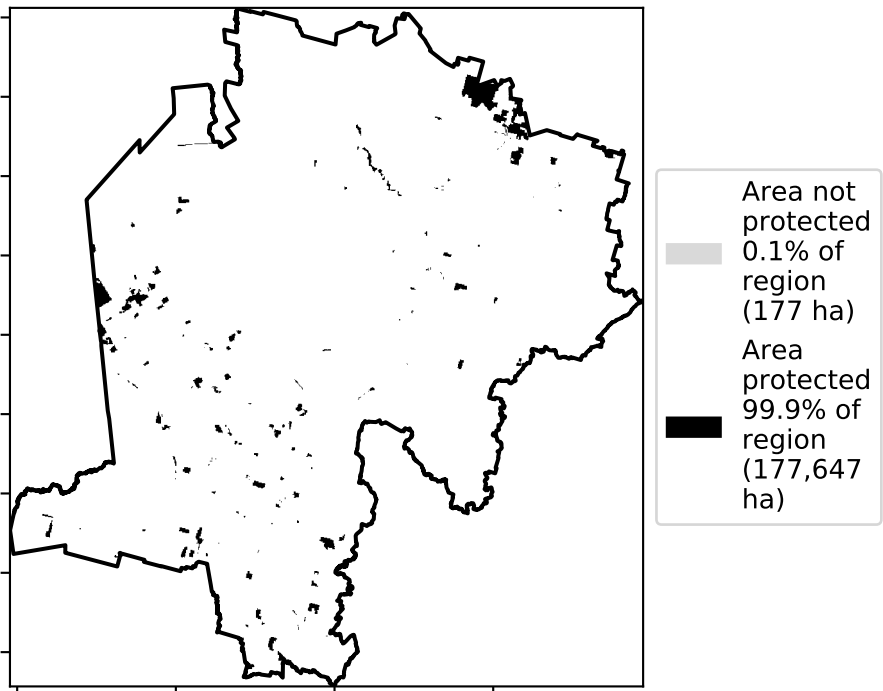 Area not
protected
0.1% of
region
(177 ha)
Area
protected
99.9% of
region
(177,647
ha)